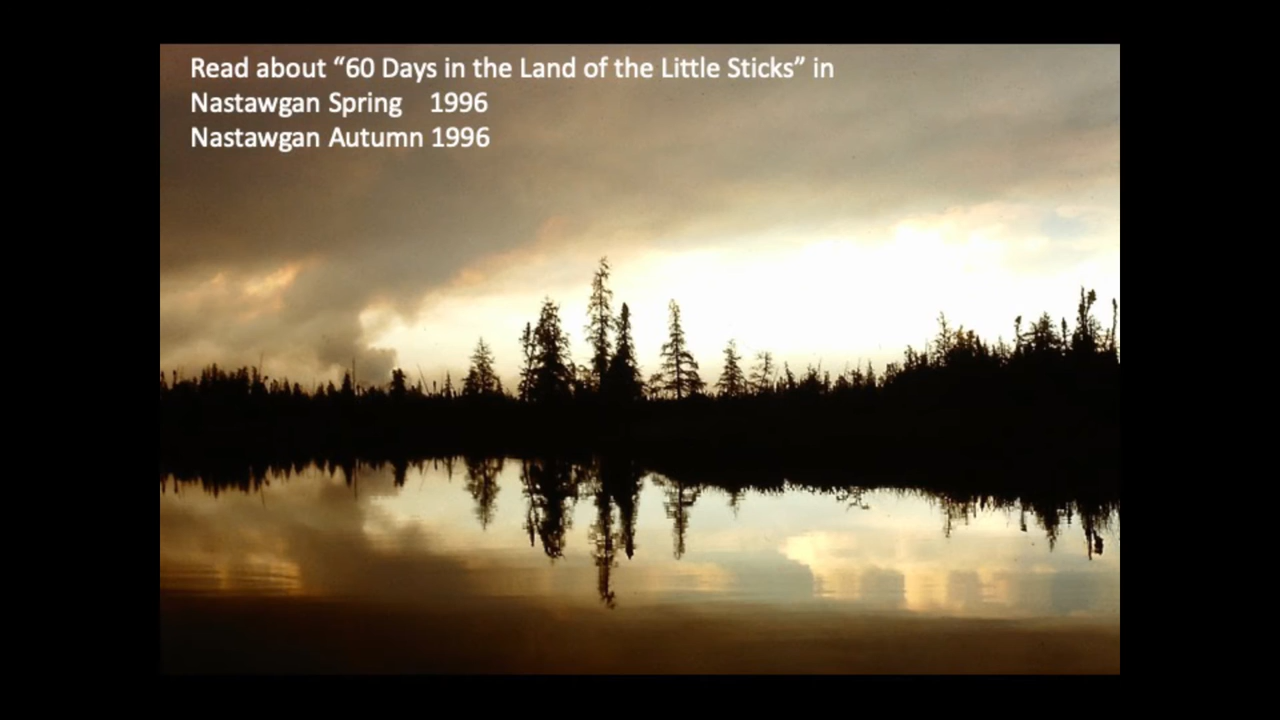 Read about “60 Days in the Land of the Little Sticks” in
Nastawgan Spring 1996
Nastawgan Autumn 1996